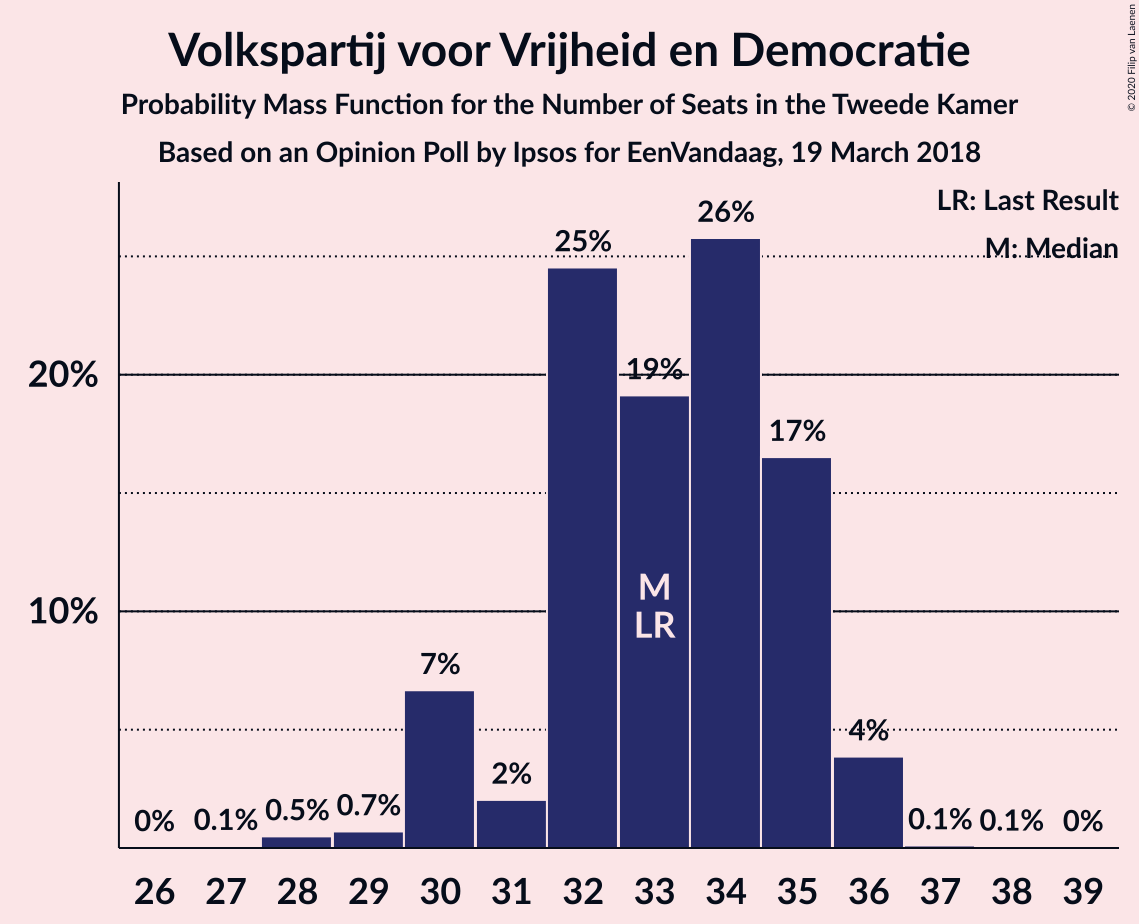 Volkspartij voor Vrijheid en Democratie
Probability Mass Function for the Number of Seats in the Tweede Kamer
Based on an Opinion Poll by Ipsos for EenVandaag, 19 March 2018
© 2020 Filip van Laenen
LR: Last Result
M: Median
20%
10%
0%
0.1%
0.5%
0.7%
7%
2%
25%
19%
26%
17%
4%
0.1%
0.1%
0%
M
LR
26 27 28 29 30 31 32 33 34 35 36 37 38 39